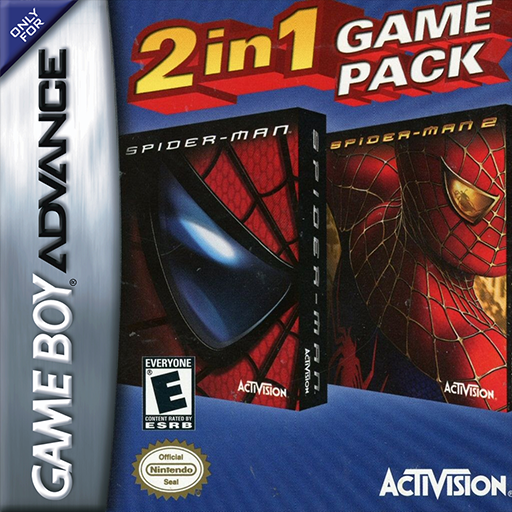 ONLY
FOR
GAME BOY ADVANCE
2 in 1 GAME
PACK
SPIDER-MAN
SPIDER-MAN
SPIDER-MAN 2
ACTIVISION
ACTIVISION
ACTIVISION
EVERYONE
E
CONTENT RATED BY
ESRB
Official
Nintendo
Seal
ACTIVISION.